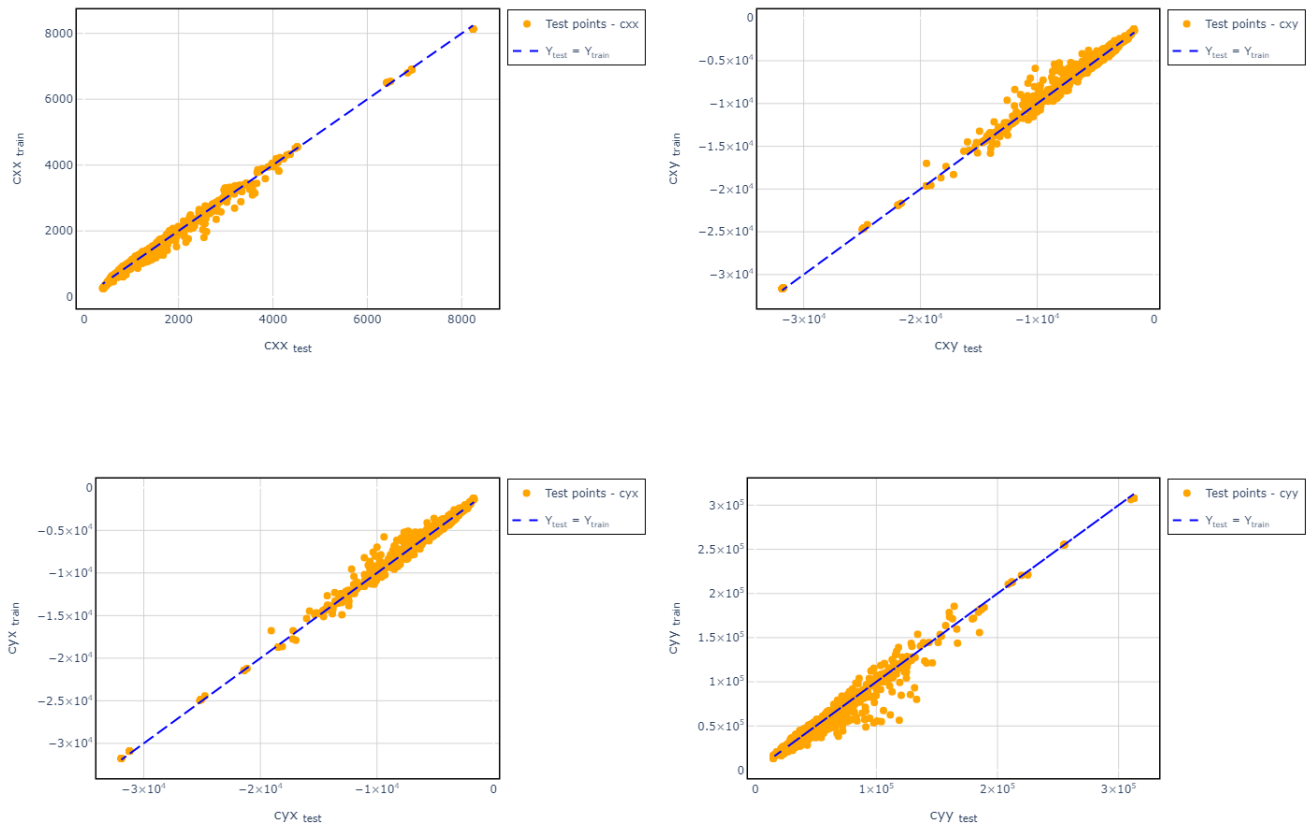 8000
6000
4000
2000
0
0
2000
4000
6000
8000
cxx train
cxx test
Test points - cxx
Ytest = Ytrain
0
−0.5×10⁴
−1×10⁴
−1.5×10⁴
−2×10⁴
−2.5×10⁴
−3×10⁴
−3×10⁴
−2×10⁴
−1×10⁴
0
cxy train
cxy test
Test points - cxy
Ytest = Ytrain
0
−0.5×10⁴
−1×10⁴
−1.5×10⁴
−2×10⁴
−2.5×10⁴
−3×10⁴
−3×10⁴
−2×10⁴
−1×10⁴
0
cyx train
cyx test
Test points - cyx
Ytest = Ytrain
3×10⁵
2.5×10⁵
2×10⁵
1.5×10⁵
1×10⁵
0.5×10⁵
0
0
1×10⁵
2×10⁵
3×10⁵
cyy train
cyy test
Test points - cyy
Ytest = Ytrain